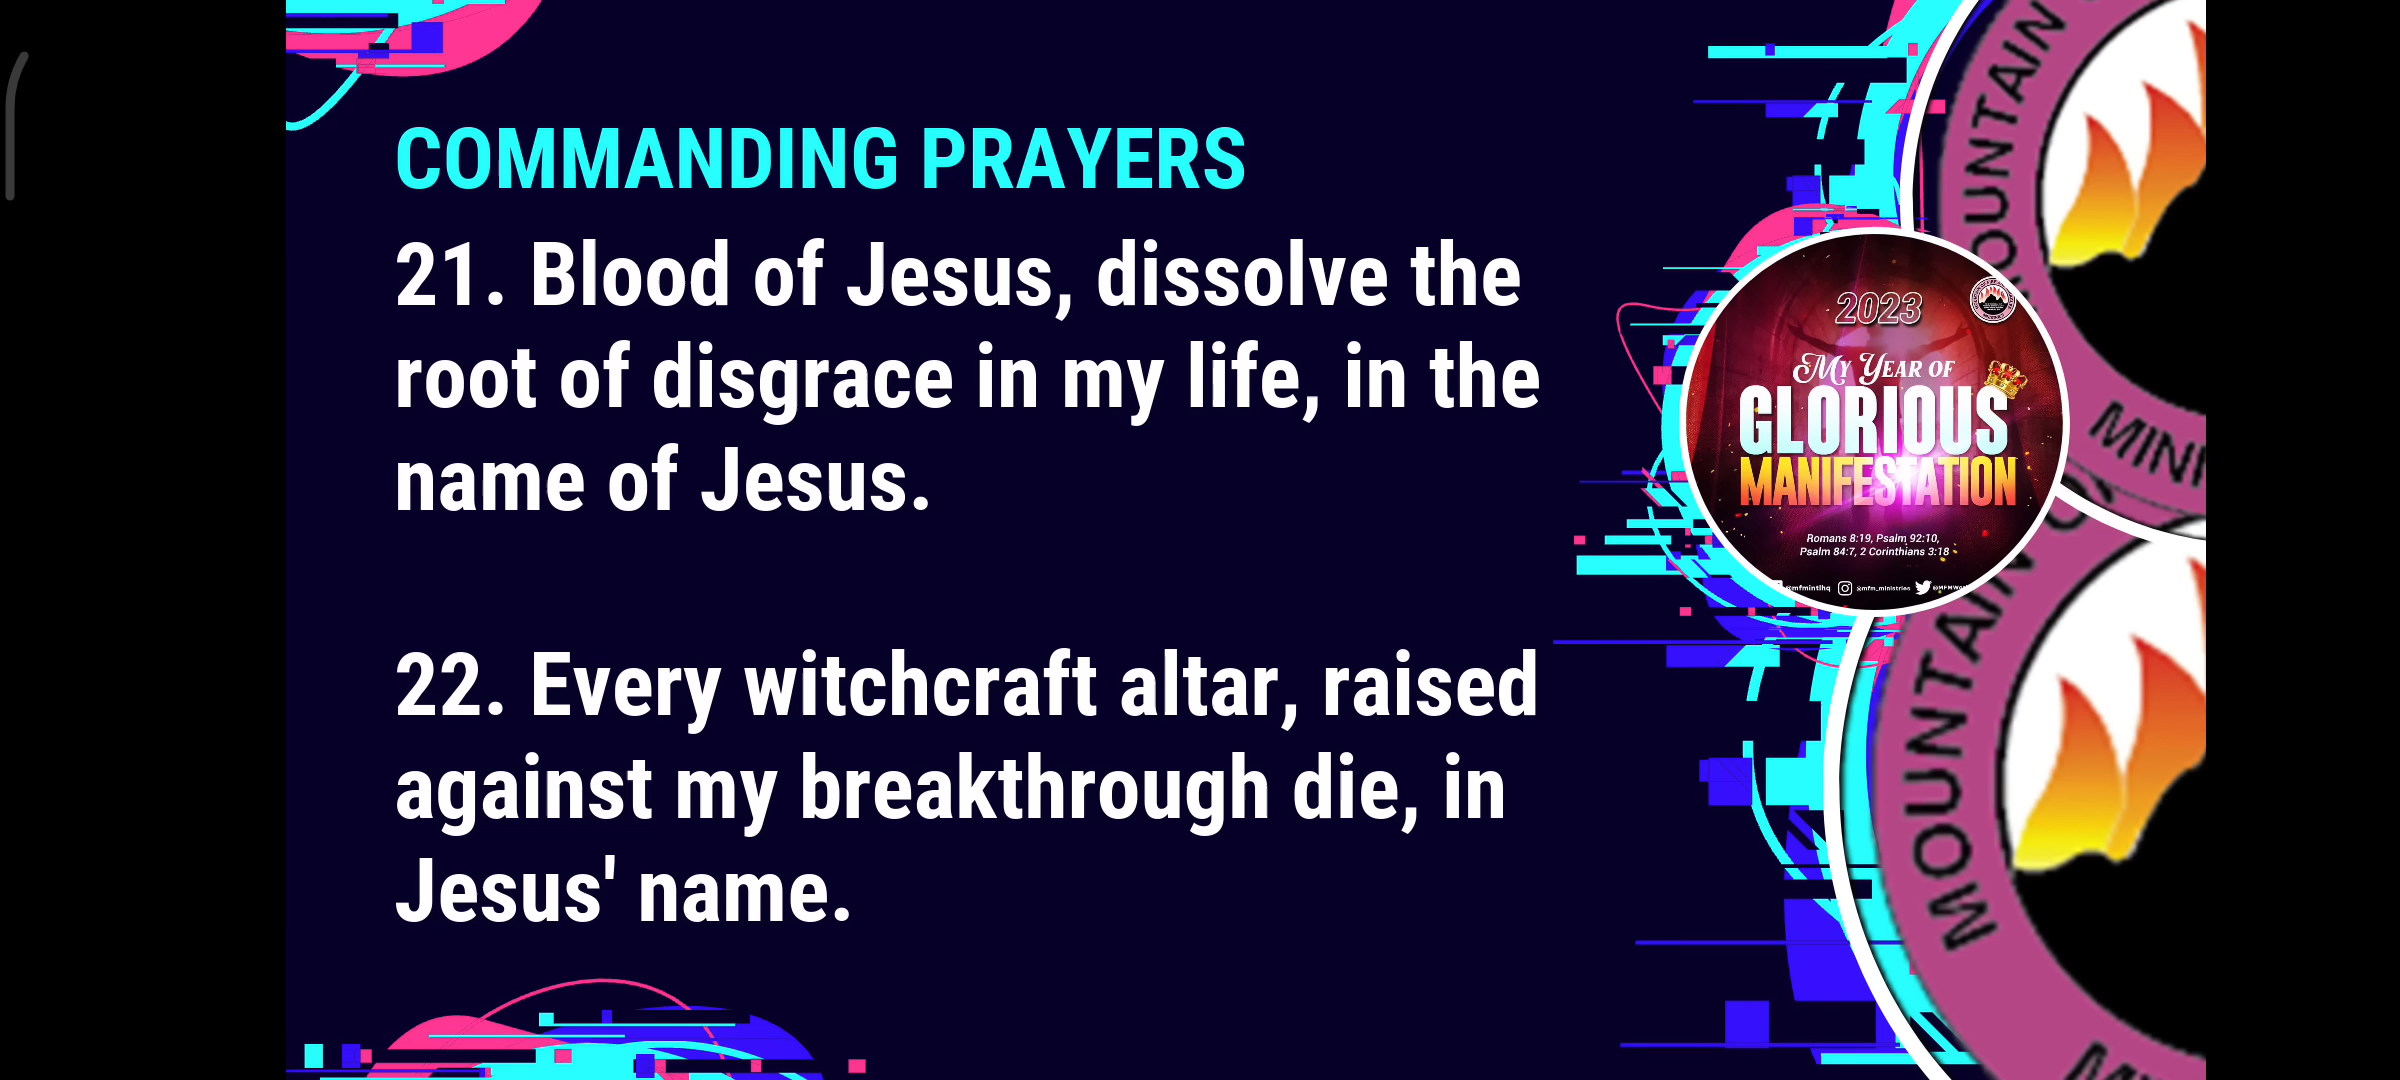 COMMANDING PRAYERS
21. Blood of Jesus, dissolve the
root of disgrace in my life, in the
name of Jesus.
22. Every witchcraft altar, raised
against my breakthrough die, in
Jesus' name.
2023
MY YEAR OF
GLORIOUS
MANIFESTATION
Romans 8:19, Psalm 92:10,
Psalm 84:7, 2 Corinthians 3:18
@mfmintlhq @mfm_ministries
MOUNTAIN
MOUNTAIN